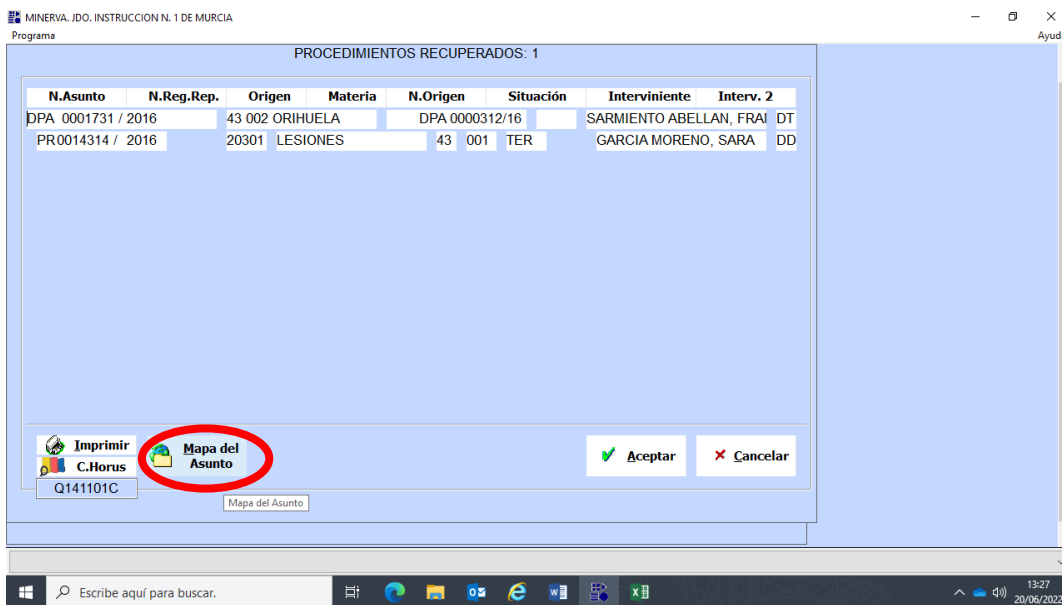 MINERVA. JDO. INSTRUCCION N. 1 DE MURCIA
Programa Ayud
PROCEDIMIENTOS RECUPERADOS: 1
N.Asunto N.Reg.Rep. Origen Materia N.Origen Situación Interviniente Interv. 2
DPA 0001731 / 2016 43 002 ORIHUELA DPA 0000312/16 SARMIENTO ABELLAN, FRAI DT
PR0014314 / 2016 20301 LESIONES 43 001 TER GARCIA MORENO, SARA DD
Imprimir
Mapa del Asunto
Aceptar
Cancelar
C.Horus
Q141101C
Mapa del Asunto
Escribe aquí para buscar.
13:27
20/06/2022